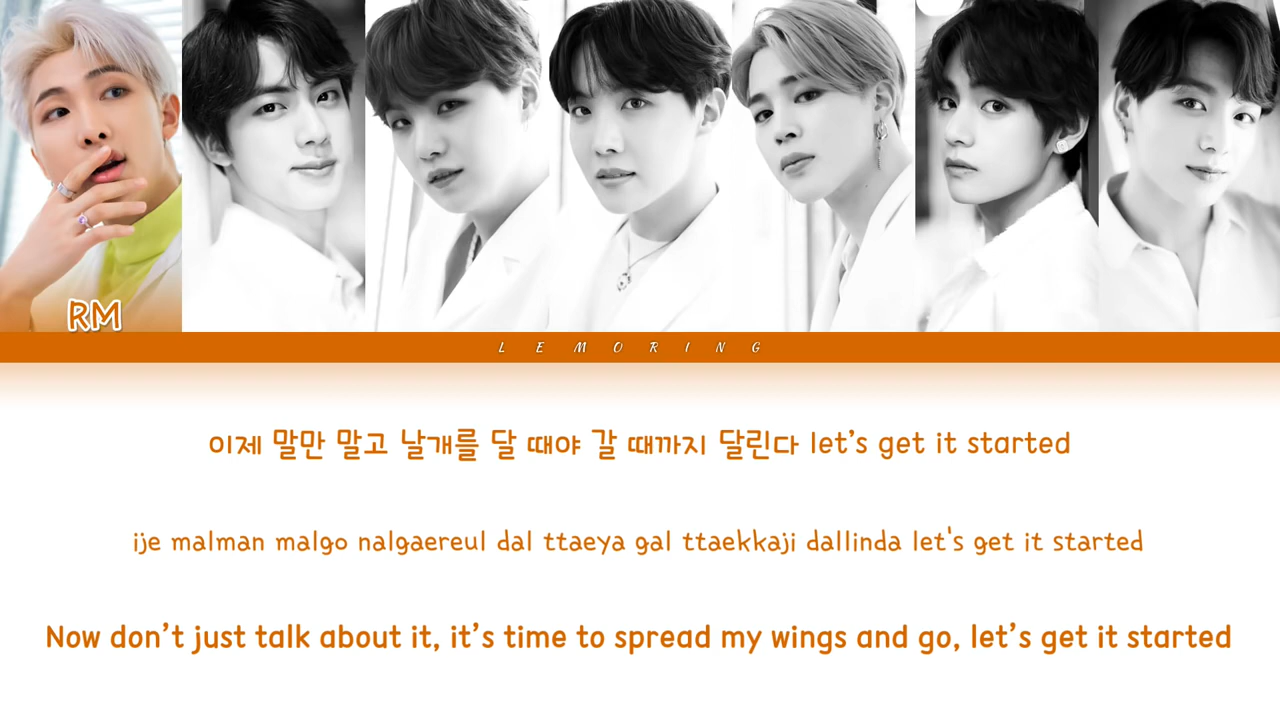 RM
LEMORING
이제 말만 말고 날개를 달 때야 갈 때까지 달린다 let’s get it started
ije malman malgo nalgaereul dal ttaeya gal ttaekkaji dallinda let's get it started
Now don’t just talk about it, it’s time to spread my wings and go, let’s get it started